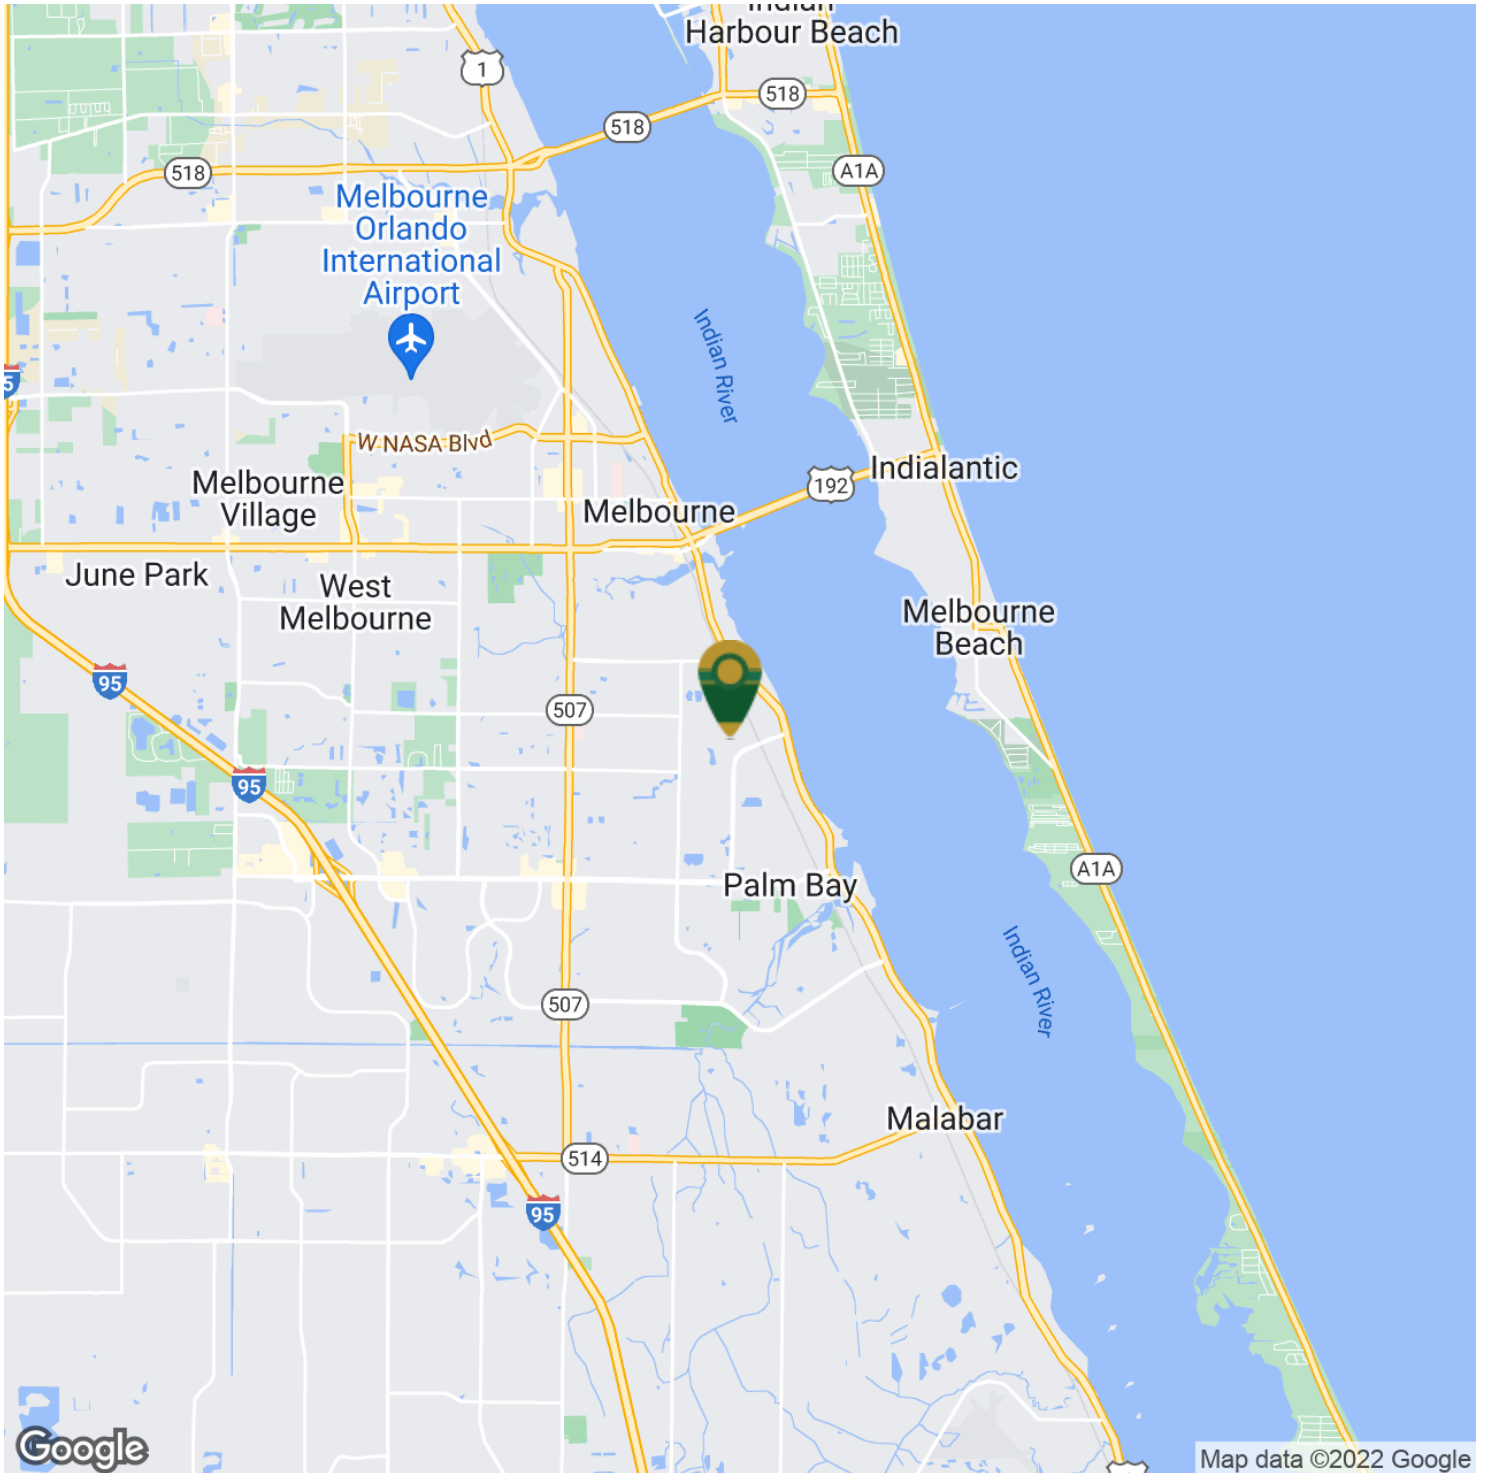 Indian
Harbour Beach
1
518
518
518
A1A
Melbourne
Orlando
International
Airport
Indian River
5
W NASA Blvd
Indialantic
192
Melbourne
Village
Melbourne
June Park
West
Melbourne
Melbourne
Beach
95
507
95
A1A
Palm Bay
Indian River
507
Malabar
514
95
Google
Map data ©2022 Google